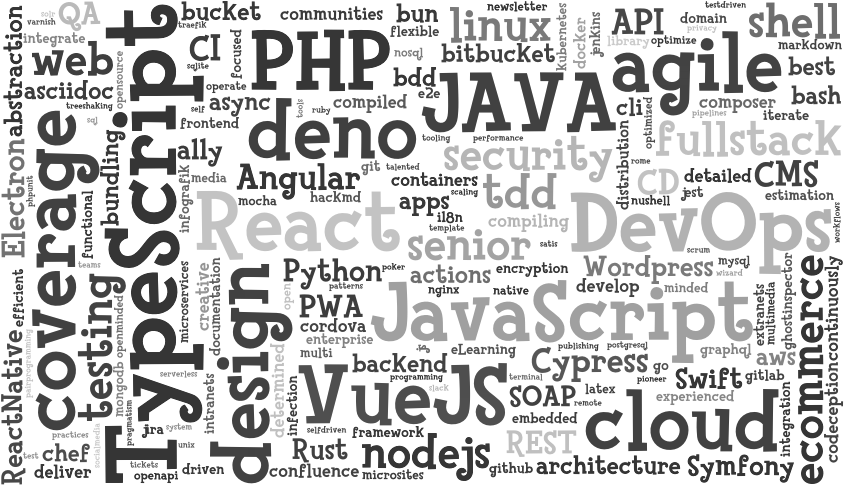 solr
varnish
QA
integrate
web
asciidoc
treeshaking
sql
abstraction
Electron
phpunit
ReactNative
efficient
pairprogramming
coverage
functional
teams
testing
mongodb
openminded
practices
test
chef
deliver
socialmedia
opensource
bundling
TypeScript
pragmatism
jira
system
unix
tickets
openapi
driven
bucket
traefik
CI
sqlite
operate
self
async
frontend
a11y
infografik
media
microservices
creative
documentation
serverless
intranets
design
determined
infection
open
focused
communities
PHP
bun
flexible
nosql
bdd
e2e
tools
ruby
compiled
deno
git
talented
Angular
mocha
hacKmd
React
newsletter
linux
bitbucket
JAVA
tooling
performance
security
containers
scaling
tdd
apps
i18n
template
compiling
senior
satis
kubernetes
docker
jenkins
testdriven
API
domain
privacy
library
optimize
shell
markdown
agile
best
bash
cli
optimized
composer
pipelines
iterate
fullstack
distribution
rome
CD
detailed
CMS
nushell
jest
estimation
DevOps
workflows
scrum
Python
poker
patterns
actions
encryption
nginx
native
Wordpress
mysql
wizard
develop
minded
PWA
cordova
enterprise
multi
JavaScript
extranets
multimedia
ghostinspector
ecommerce
codeception
continuously
eLearning
publishing
postgresql
graphql
aws
backend
programming
slack
terminal
Cypress
go
pioneer
Swift
gitlab
VueJS
SOAP
latex
remote
experienced
embedded
cloud
integration
selfdriven
framework
Rust
confluence
nodejs
microsites
github
REST
architecture
Symfony